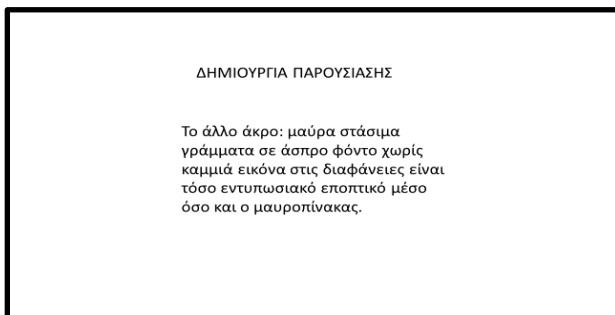 ΔΗΜΙΟΥΡΓΙΑ ΠΑΡΟΥΣΙΑΣΗΣ
Το άλλο άκρο: μαύρα στάσιμα
γράμματα σε άσπρο φόντο χωρίς
καμμιά εικόνα στις διαφάνειες είναι
τόσο εντυπωσιακό εποπτικό μέσο
όσο και ο μαυροπίνακας.